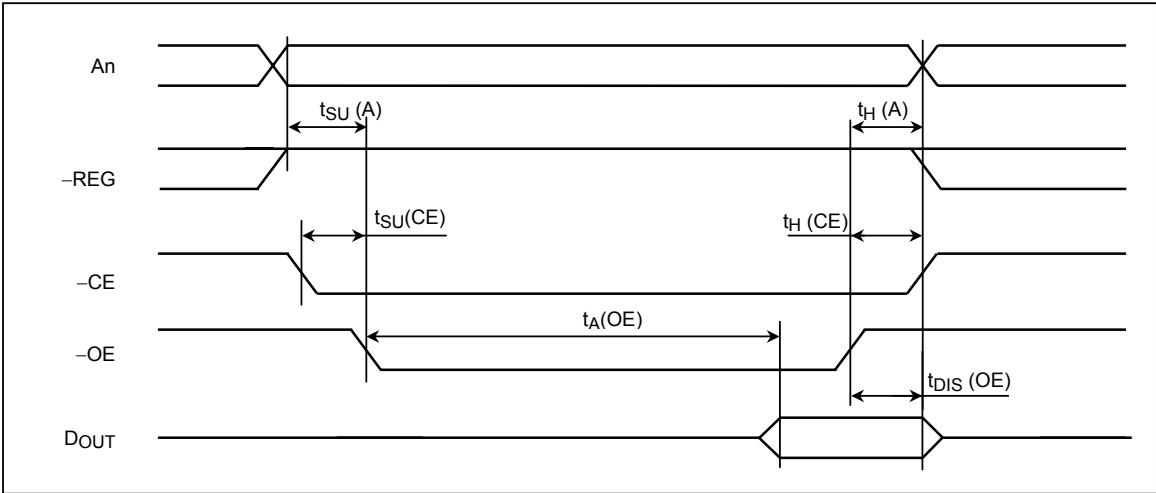 An
tSU (A)
tH (A)
–REG
tSU(CE)
tH (CE)
–CE
tA(OE)
–OE
tDIS (OE)
DOUT